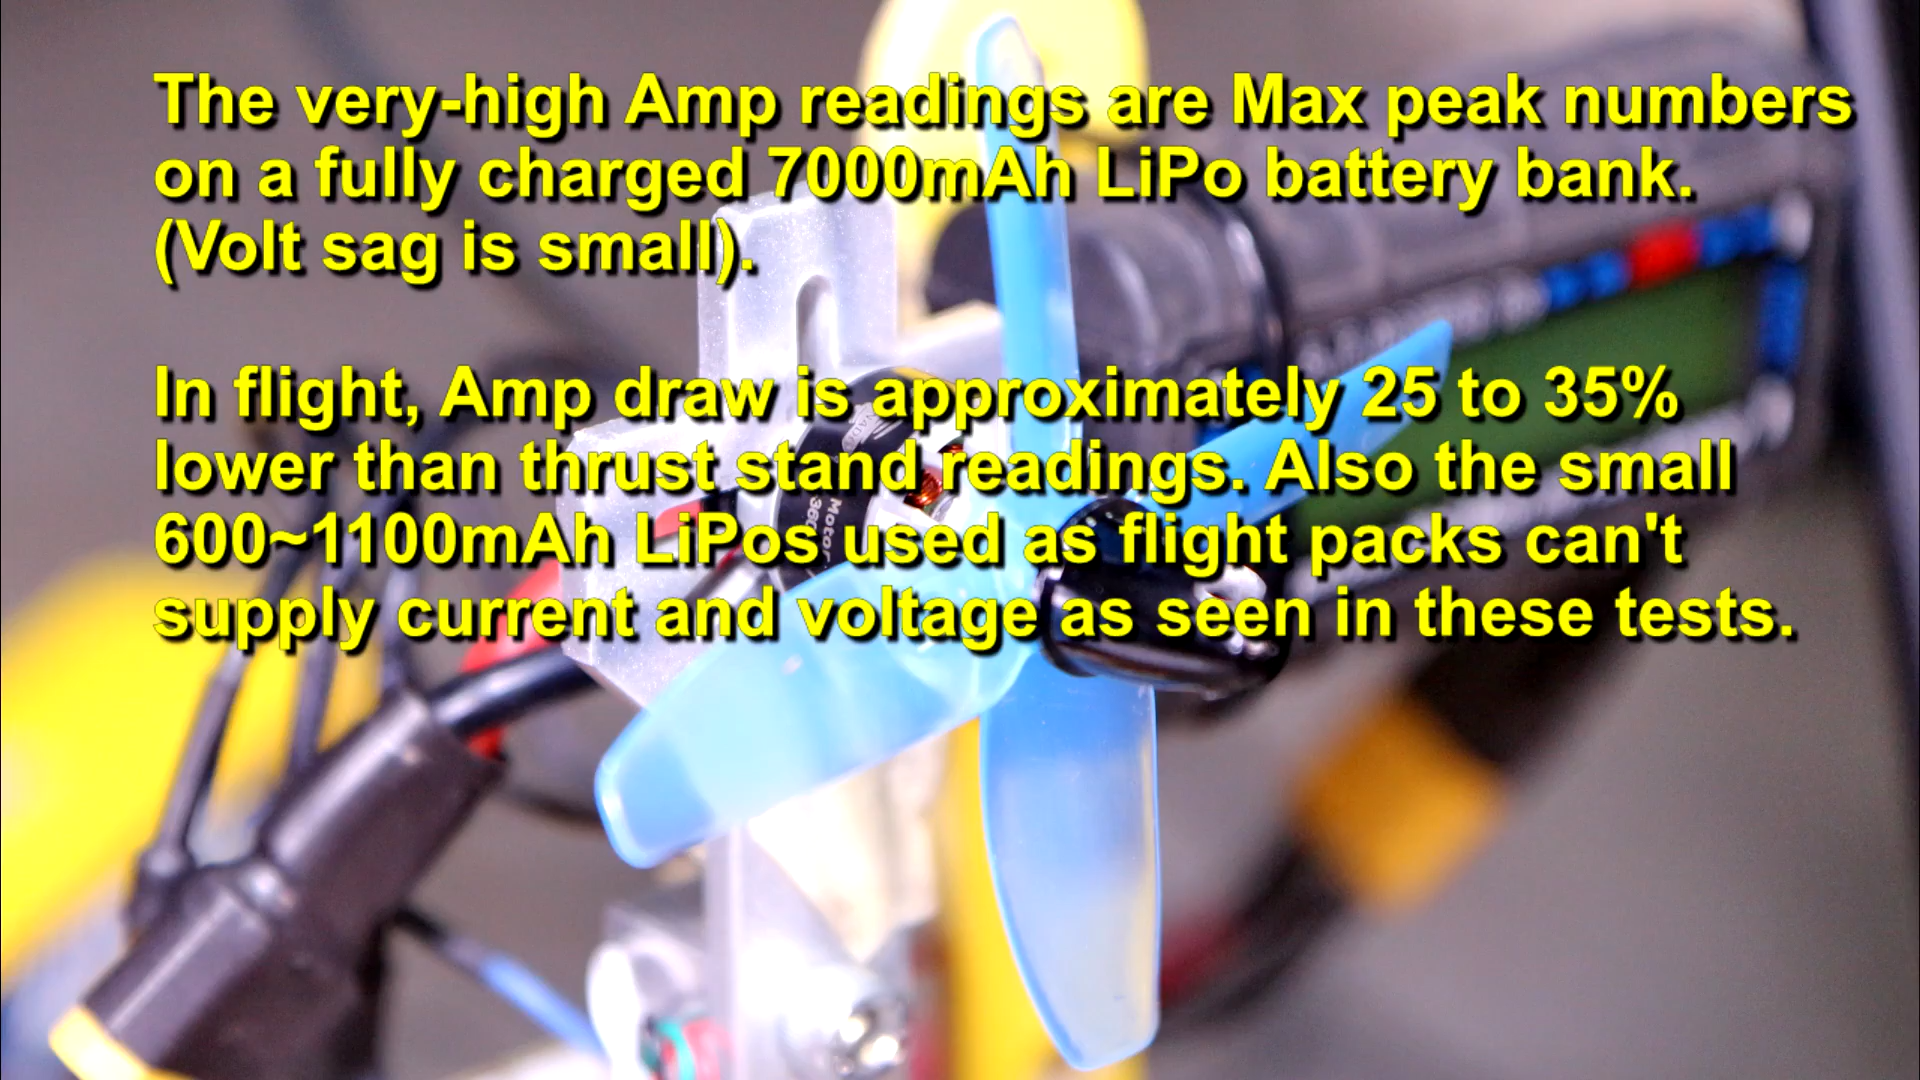 The very-high Amp readings are Max peak numbers
on a fully charged 7000mAh LiPo battery bank.
(Volt sag is small).
In flight, Amp draw is approximately 25 to 35%
lower than thrust stand readings. Also the small
600~1100mAh LiPos used as flight packs can't
supply current and voltage as seen in these tests.
Motor